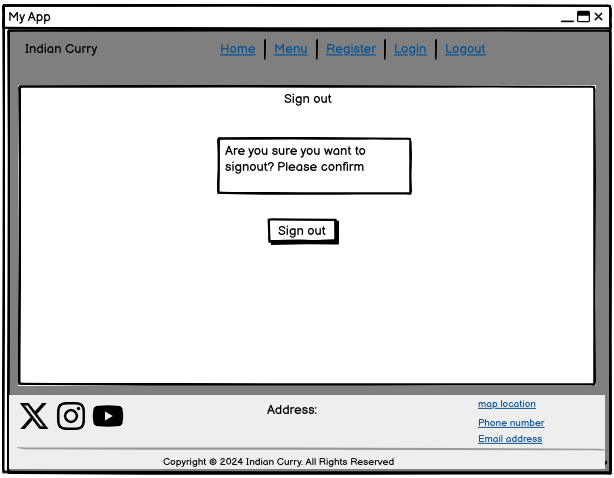 My App
Indian Curry
Home Menu Register Login Logout
Sign out
Are you sure you want to
signout? Please confirm
Sign out
Address:
map location
Phone number
Email address
Copyright © 2024 Indian Curry. All Rights Reserved